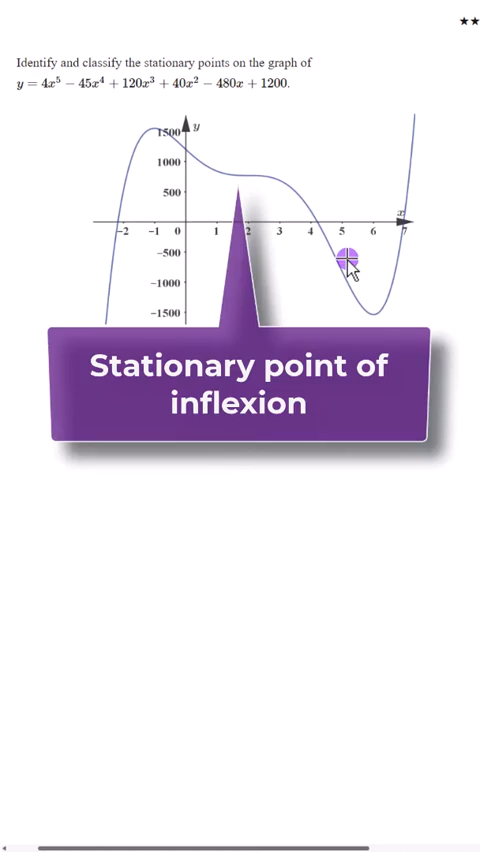 ★★
Identify and classify the stationary points on the graph of
y = 4x⁵ − 45x⁴ + 120x³ + 40x² − 480x + 1200.
1500 y
1000
500
x
−2 −1 0 1 2 3 4 5 6 7
−500
−1000
−1500
Stationary point of
inflexion